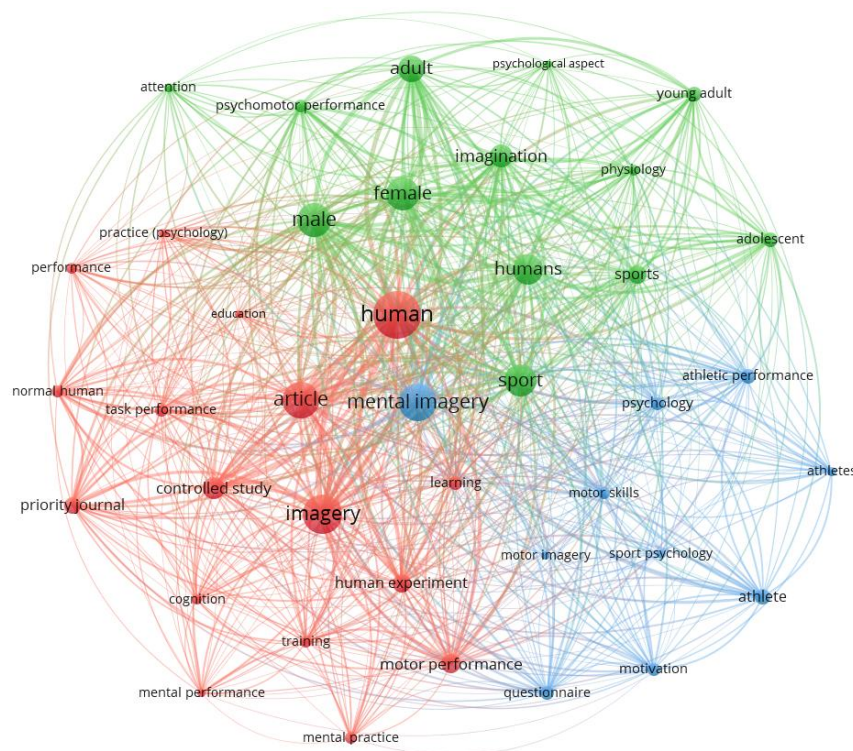 psychological aspect
adult
attention
young adult
psychomotor performance
imagination
physiology
female
male
practice (psychology)
adolescent
performance
humans
sports
education
human
athletic performance
sport
normal human
article
mental imagery
psychology
task performance
athletes
learning
controlled study
motor skills
priority journal
imagery
motor imagery
sport psychology
human experiment
athlete
cognition
training
motor performance
motivation
mental performance
questionnaire
mental practice